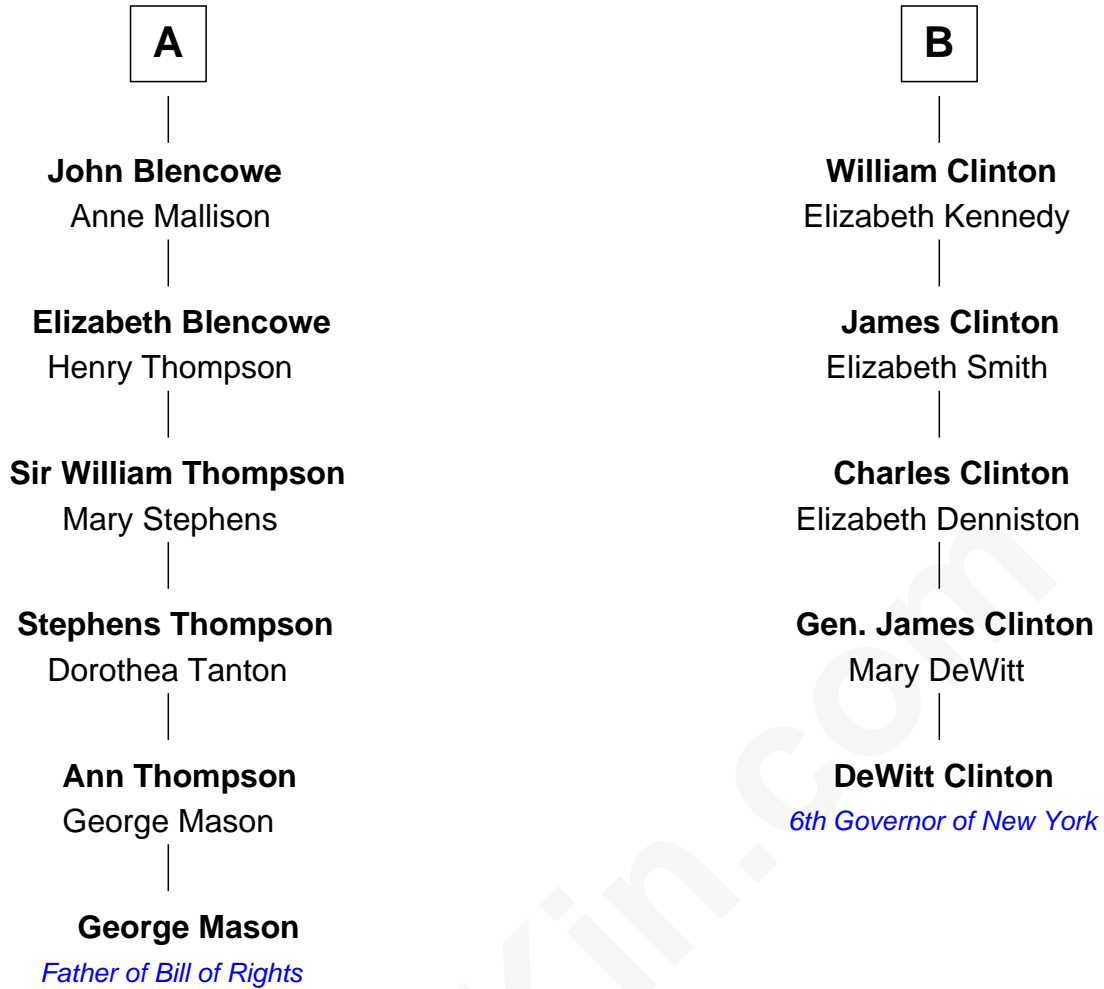 A
John Blencowe
Anne Mallison
Elizabeth Blencowe
Henry Thompson
Sir William Thompson
Mary Stephens
Stephens Thompson
Dorothea Tanton
Ann Thompson
George Mason
George Mason
Father of Bill of Rights
B
William Clinton
Elizabeth Kennedy
James Clinton
Elizabeth Smith
Charles Clinton
Elizabeth Denniston
Gen. James Clinton
Mary DeWitt
DeWitt Clinton
6th Governor of New York
Kin.com